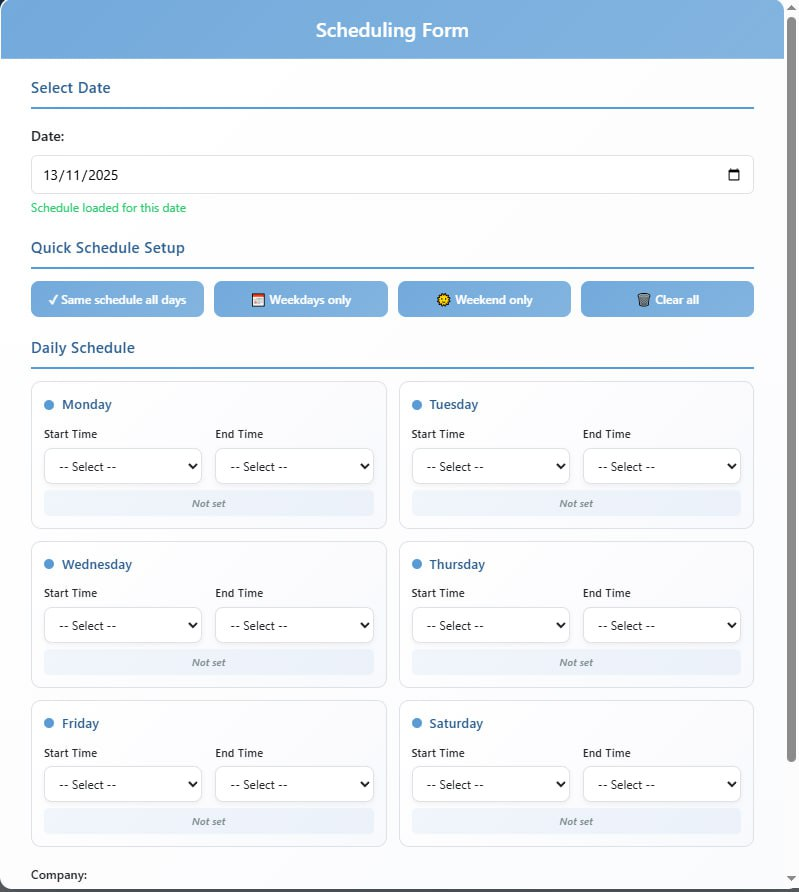 Scheduling Form
Select Date
Date:
13/11/2025
Schedule loaded for this date
Quick Schedule Setup
✓ Same schedule all days 📅 Weekdays only 🌞 Weekend only 🗑️ Clear all
Daily Schedule
Monday
Start Time End Time
-- Select -- -- Select --
Not set
Tuesday
Start Time End Time
-- Select -- -- Select --
Not set
Wednesday
Start Time End Time
-- Select -- -- Select --
Not set
Thursday
Start Time End Time
-- Select -- -- Select --
Not set
Friday
Start Time End Time
-- Select -- -- Select --
Not set
Saturday
Start Time End Time
-- Select -- -- Select --
Not set
Company: